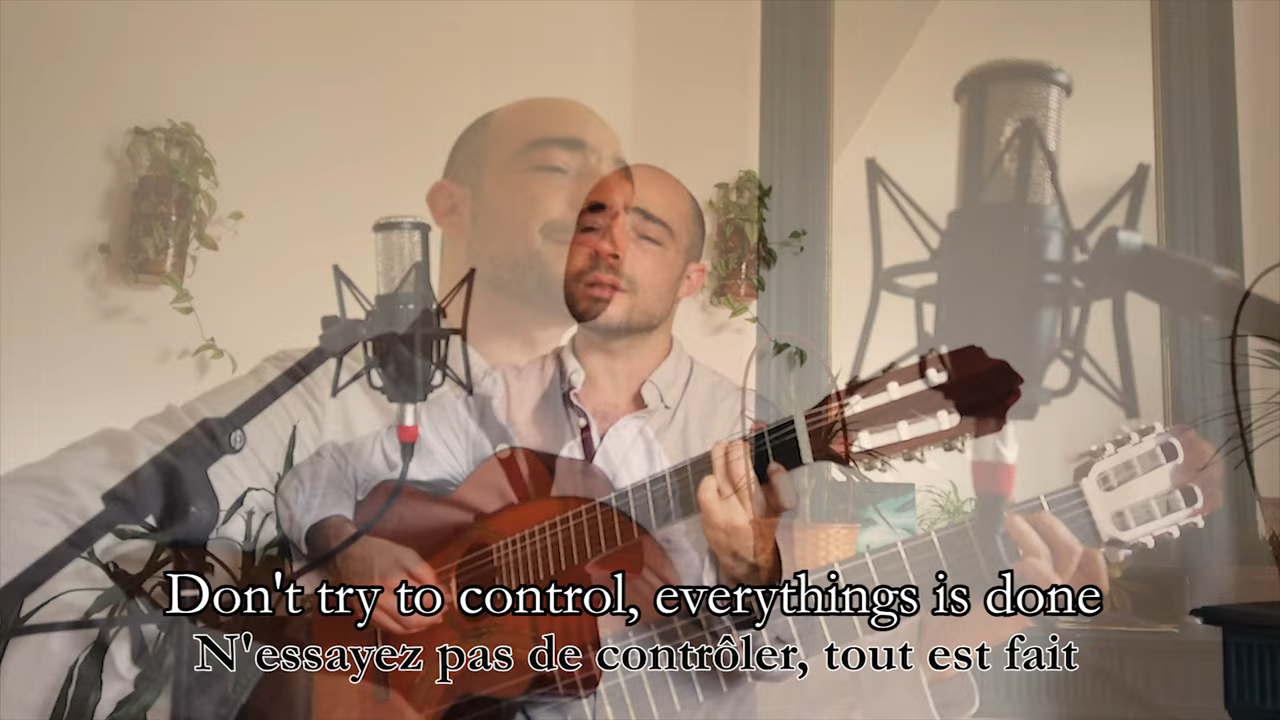 Don't try to control, everythings is done
N'essayez pas de contrôler, tout est fait